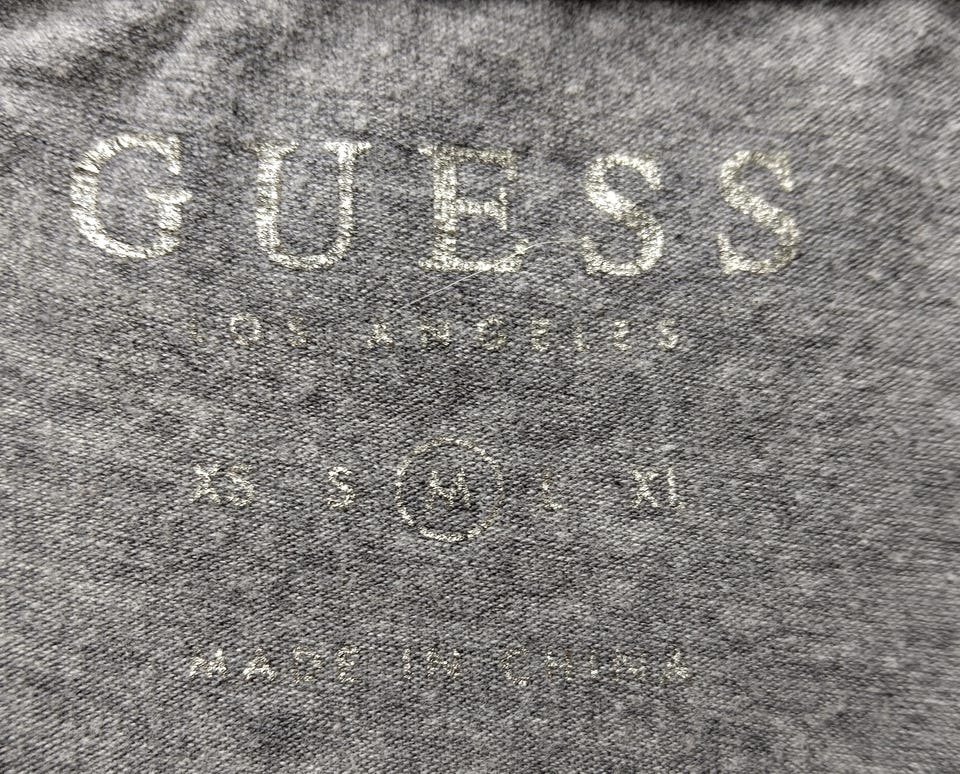 GUESS
LOS ANGELES
XS S M L XL
MADE IN CHINA